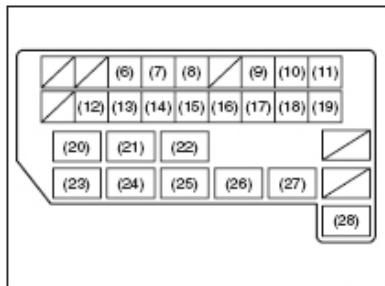 (6) (7) (8) (9) (10) (11)
(12) (13) (14) (15) (16) (17) (18) (19)
(20) (21) (22)
(23) (24) (25) (26) (27)
(28)